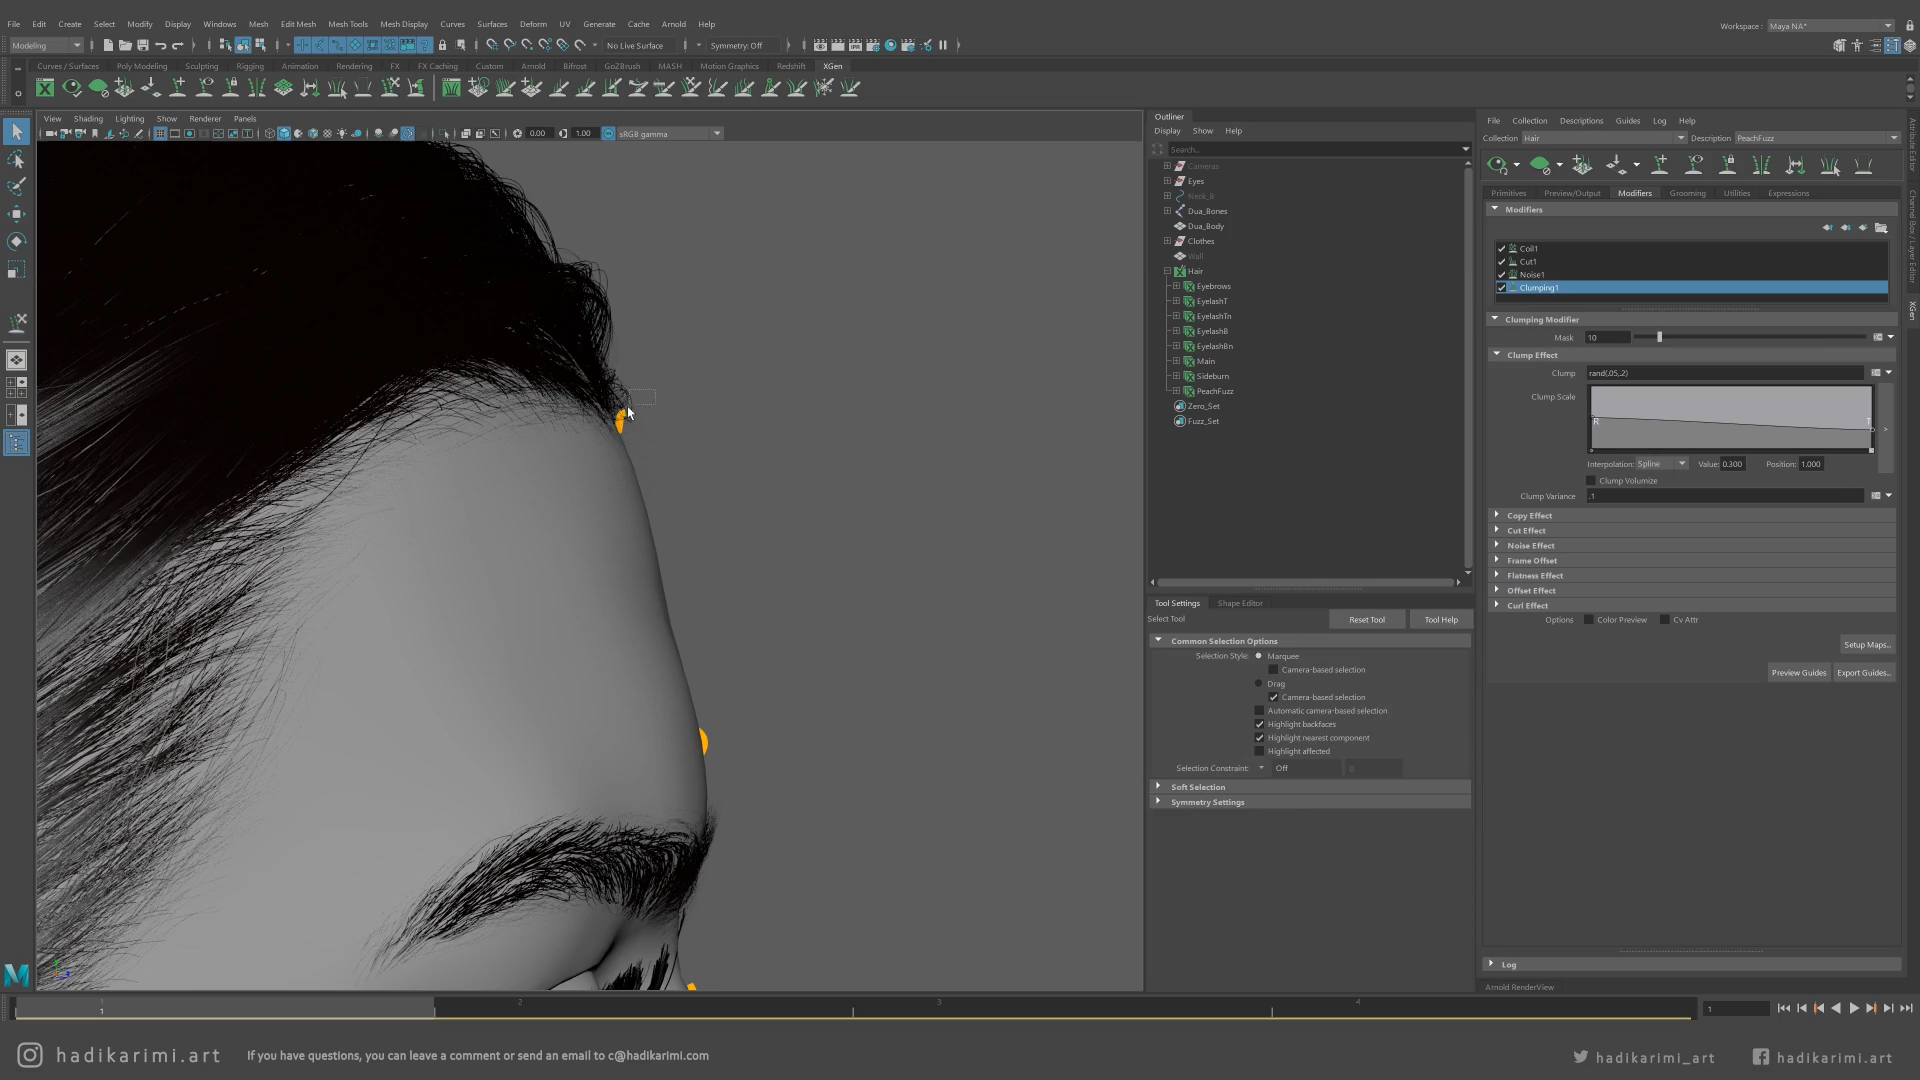 File Edit Create Select Modify Display Windows Mesh Edit Mesh Mesh Tools Mesh Display Curves Surfaces Deform UV Generate Cache Arnold Help
Workspace : Maya NA*
Modeling
No Live Surface
Symmetry: Off
Curves / Surfaces Poly Modeling Sculpting Rigging Animation Rendering FX FX Caching Custom Arnold Bifrost GoZBrush MASH Motion Graphics Redshift XGen
View Shading Lighting Show Renderer Panels
0.00 1.00 sRGB gamma
Outliner
Display Show Help
Search...
Cameras
Eyes
Dua_Bones
Dua_Body
Clothes
Wall
Hair
Eyebrows
EyelashT
EyelashTn
EyelashB
EyelashBn
Main
Sideburn
PeachFuzz
Zero_Set
Fuzz_Set
Tool Settings Shape Editor
Select Tool
Reset Tool Tool Help
Common Selection Options
Selection Style: Marquee
Camera-based selection
Drag
Camera-based selection
Automatic camera-based selection
Highlight backfaces
Highlight nearest component
Highlight affected
Selection Constraint: Off
Soft Selection
Symmetry Settings
File Collection Descriptions Guides Log Help
Collection Hair Description PeachFuzz
Primitives Preview/Output Modifiers Grooming Utilities Expressions
Modifiers
Coil1
Cut1
Noise1
Clumping1
Clumping Modifier
Mask 10
Clump Effect
Clump rand(.05,.2)
Clump Scale
R T
Interpolation: Spline Value: 0.300 Position: 1.000
Clump Volumize
Clump Variance .1
Copy Effect
Cut Effect
Noise Effect
Frame Offset
Flatness Effect
Offset Effect
Curl Effect
Options Color Preview Cv Attr
Setup Maps...
Preview Guides Export Guides...
Log
Arnold RenderView
Attribute Editor
Channel Box / Layer Editor
XGen
1 2 3 4
1
1
hadikarimi.art
If you have questions, you can leave a comment or send an email to c@hadikarimi.com
hadikarimi_art
hadikarimi.art